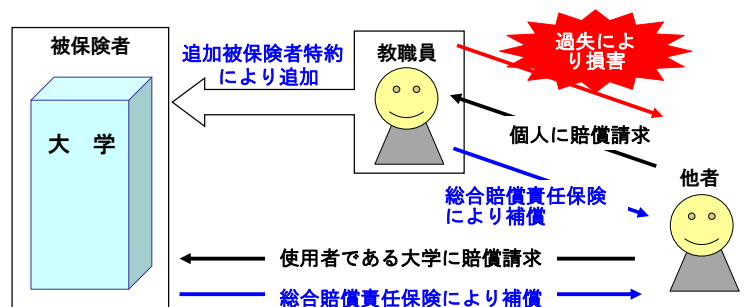 被保険者
大　学
追加被保険者特約
により追加
教職員
過失によ
り損害
個人に賠償請求
他者
総合賠償責任保険
により補償
使用者である大学に賠償請求
総合賠償責任保険により補償